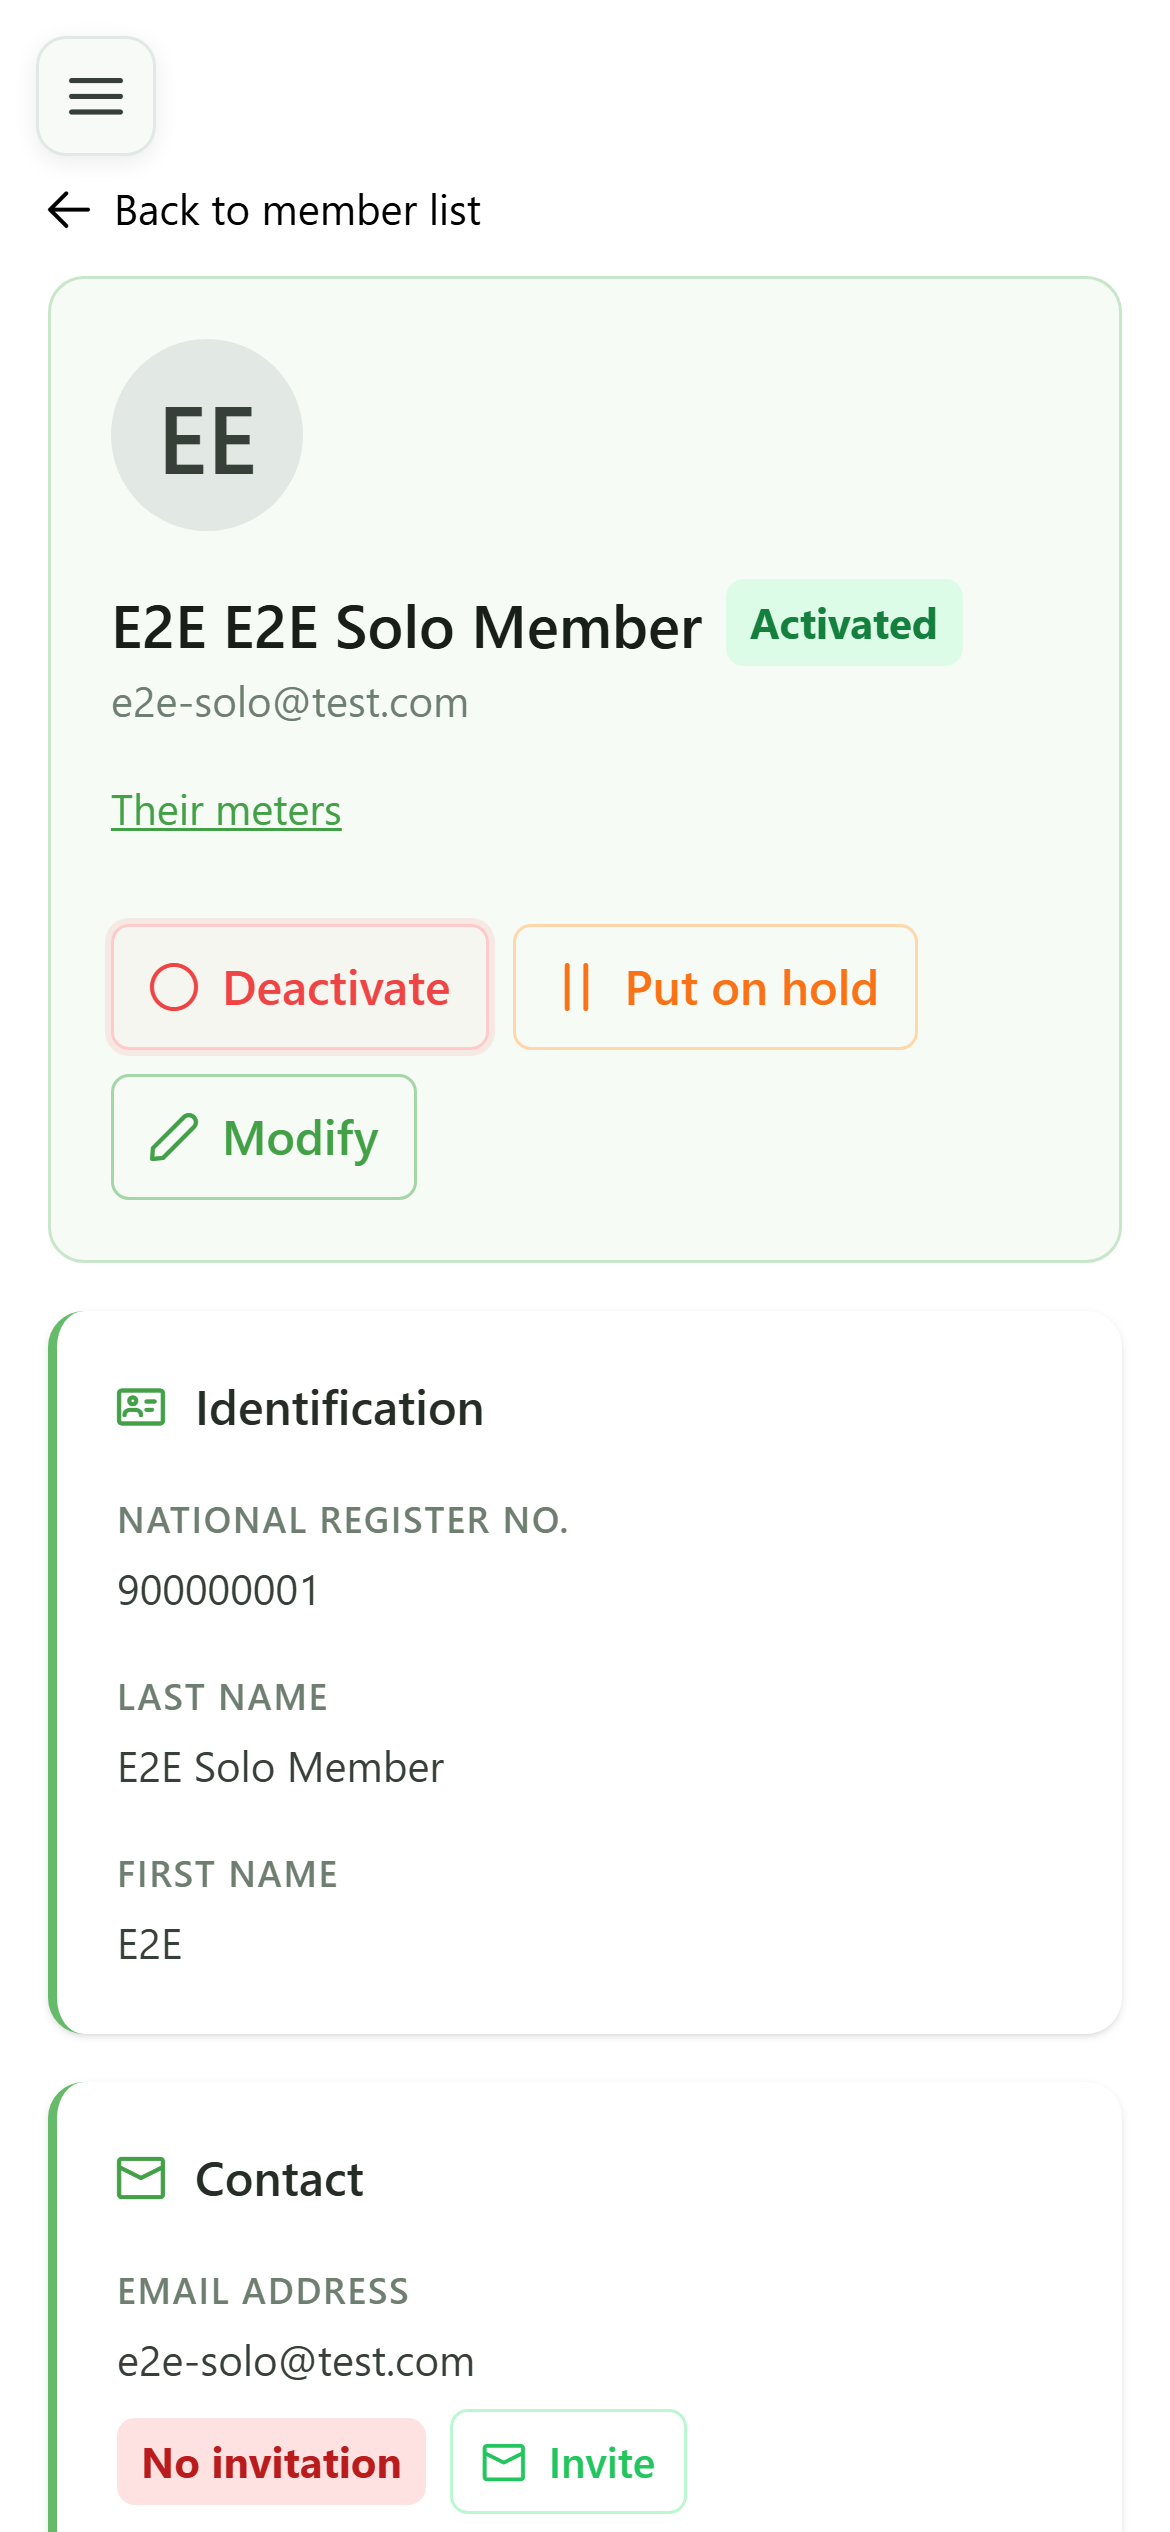 Back to member list
EE
E2E E2E Solo Member Activated
e2e-solo@test.com
Their meters
Deactivate Put on hold
Modify
Identification
NATIONAL REGISTER NO.
900000001
LAST NAME
E2E Solo Member
FIRST NAME
E2E
Contact
EMAIL ADDRESS
e2e-solo@test.com
No invitation Invite